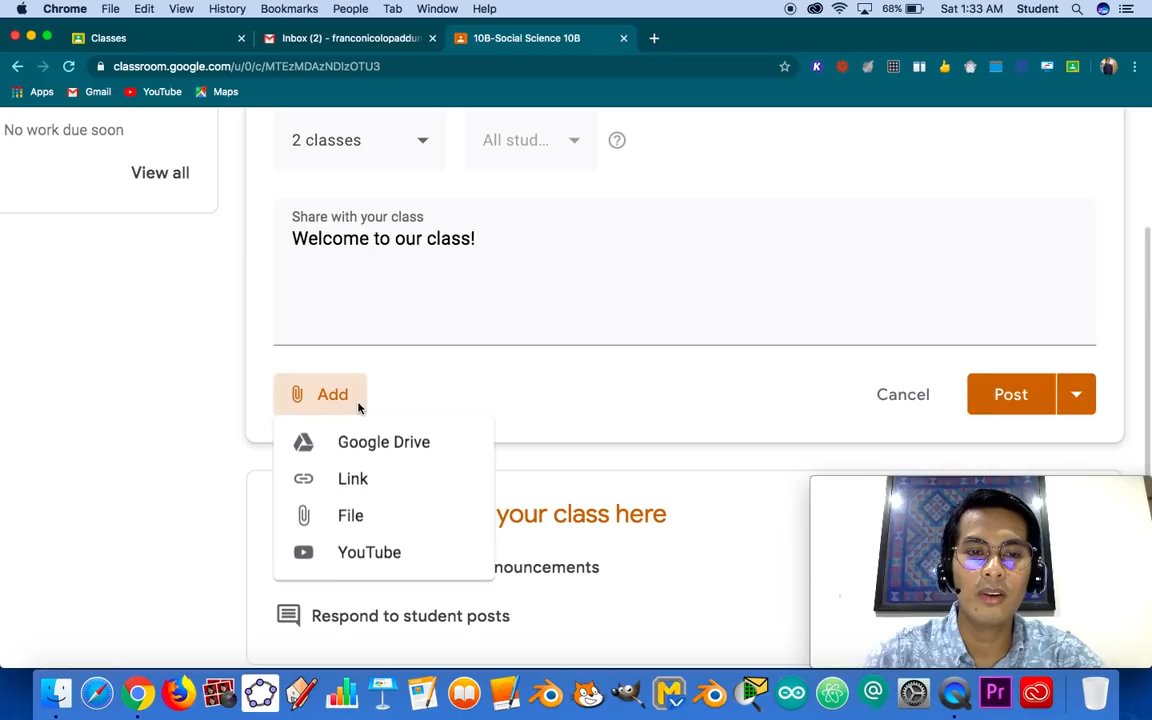 Chrome File Edit View History Bookmarks People Tab Window Help 68% Sat 1:33 AM Student
Classes Inbox (2) - franconicolopaddun 10B-Social Science 10B
classroom.google.com/u/0/c/MTEzMDAzNDIzOTU3
Apps Gmail YouTube Maps
No work due soon
View all
2 classes All stud...
Share with your class
Welcome to our class!
Add Cancel Post
Google Drive
Link
File
YouTube
your class here
nouncements
Respond to student posts